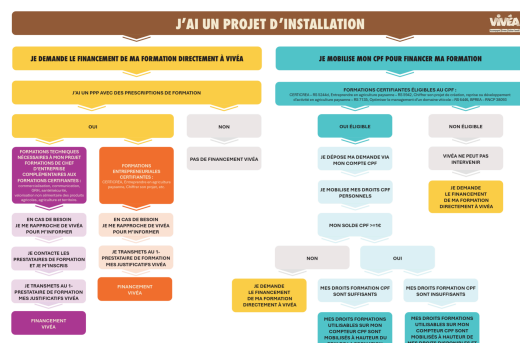 J'AI UN PROJET D'INSTALLATION
VIVÉA
JE DEMANDE LE FINANCEMENT DE MA FORMATION DIRECTEMENT À VIVÉA
JE MOBILISE MON CPF POUR FINANCER MA FORMATION
J'AI UN PPP AVEC DES PRESCRIPTIONS DE FORMATION
FORMATIONS CERTIFIANTES ÉLIGIBLES AU CPF :
OUI
NON
OUI ÉLIGIBLE
NON ÉLIGIBLE
FORMATIONS TECHNIQUES
NÉCESSAIRES À MON PROJET
FORMATIONS DE CHEF
D'ENTREPRISE
COMPLÉMENTAIRES AUX
FORMATIONS CERTIFIANTES :
FORMATIONS
ENTREPRENEURIALES
CERTIFIANTES :
PAS DE FINANCEMENT VIVÉA
JE DÉPOSE MA DEMANDE VIA
MON COMPTE CPF
VIVÉA NE PEUT PAS
INTERVENIR
JE MOBILISE MES DROITS CPF
PERSONNELS
JE DEMANDE
LE FINANCEMENT
DE MA FORMATION
DIRECTEMENT À VIVÉA
EN CAS DE BESOIN
JE ME RAPPROCHE DE VIVÉA
POUR M'INFORMER
EN CAS DE BESOIN
JE ME RAPPROCHE DE VIVÉA
POUR M'INFORMER
MON SOLDE CPF >=1€
JE CONTACTE LES
PRESTATAIRES DE FORMATION
ET JE M'INSCRIS
JE TRANSMETS AU 1-
PRESTATAIRE DE FORMATION
MES JUSTIFICATIFS VIVÉA
NON
OUI
JE TRANSMETS AU 1-
PRESTATAIRE DE FORMATION
MES JUSTIFICATIFS VIVÉA
FINANCEMENT
VIVÉA
JE DEMANDE
LE FINANCEMENT
DE MA FORMATION
DIRECTEMENT À VIVÉA
MES DROITS FORMATION CPF
SONT SUFFISANTS
MES DROITS FORMATION CPF
SONT INSUFFISANTS
FINANCEMENT
VIVÉA
MES DROITS FORMATIONS
UTILISABLES SUR MON
COMPTEUR CPF SONT
MOBILISÉS À HAUTEUR DU
MES DROITS FORMATIONS
UTILISABLES SUR MON
COMPTEUR CPF SONT
MOBILISÉS À HAUTEUR DE